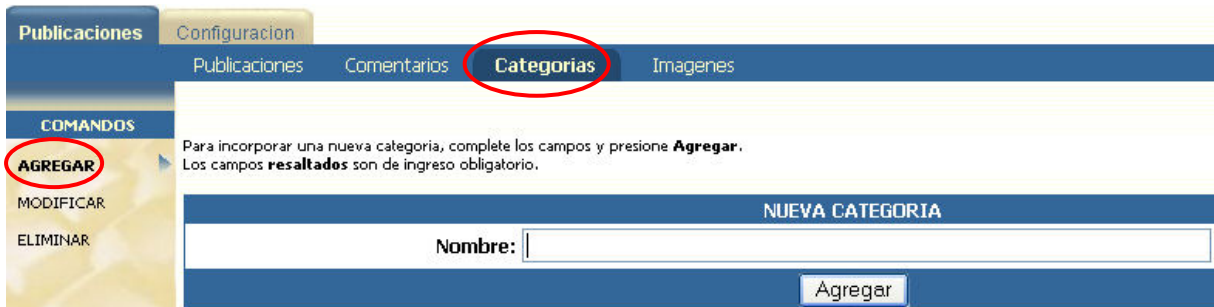 Publicaciones Configuracion
Publicaciones Comentarios Categorias Imagenes
COMANDOS
AGREGAR
MODIFICAR
ELIMINAR
Para incorporar una nueva categoria, complete los campos y presione Agregar.
Los campos resaltados son de ingreso obligatorio.
NUEVA CATEGORIA
Nombre:
Agregar